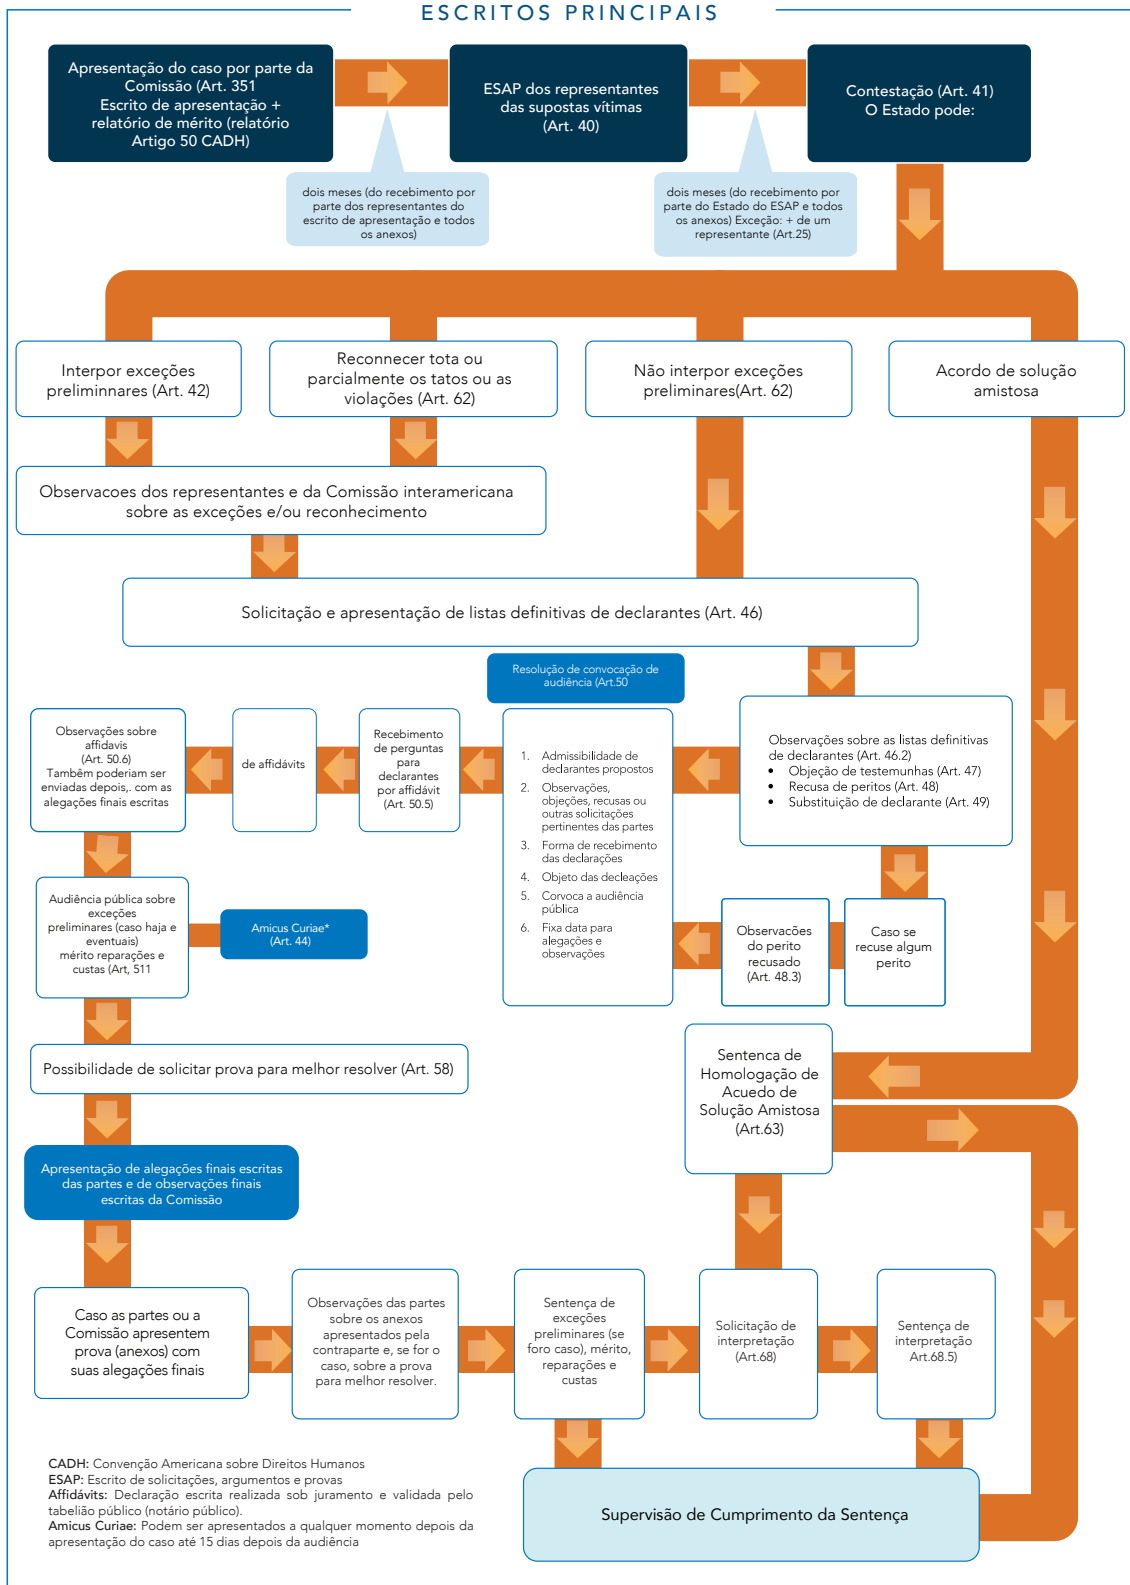 ESCRITOS PRINCIPAIS
Apresentação do caso por parte da
Comissão (Art. 351
Escrito de apresentação +
relatório de mérito (relatório
Artigo 50 CADH)
ESAP dos representantes
das supostas vítimas
(Art. 40)
Contestação (Art. 41)
O Estado pode:
dois meses (do recebimento por
parte dos representantes do
escrito de apresentação e todos
os anexos)
dois meses (do recebimento por
parte do Estado do ESAP e todos
os anexos) Exceção: + de um
representante (Art.25)
Interpor exceções
preliminnares (Art. 42)
Reconnecer tota ou
parcialmente os tatos ou as
violações (Art. 62)
Não interpor exceções
preliminares(Art. 62)
Acordo de solução
amistosa
Observacoes dos representantes e da Comissão interamericana
sobre as exceções e/ou reconhecimento
Solicitação e apresentação de listas definitivas de declarantes (Art. 46)
Resolução de convocação de
audiência (Art.50
Observações sobre
affidavis
(Art. 50.6)
Também poderiam ser
enviadas depois,. com as
alegações finais escritas
de affidávits
Recebimento
de perguntas
para
declarantes
por affidávit
(Art. 50.5)
1. Admissibilidade de
declarantes propostos
2. Observações,
objeções, recusas ou
outras solicitações
pertinentes das partes
3. Forma de recebimento
das declarações
4. Objeto das decleações
5. Corvoca a audiência
pública
6. Fixa data para
alegações e
observações
Observações sobre as listas definitivas
de declarantes (Art. 46.2)
• Objeção de testemunhas (Art. 47)
• Recusa de peritos (Art. 48)
• Substituição de declarante (Art. 49)
Audiência pública sobre
exceções
preliminares (caso haja e
eventuais)
mérito reparações e
custas (Art, 511
Amicus Curiae*
(Art. 44)
Observacões
do perito
recusado
(Art. 48.3)
Caso se
recuse algum
perito
Possibilidade de solicitar prova para melhor resolver (Art. 58)
Sentenca de
Homologação de
Acuedo de
Solução Amistosa
(Art.63)
Apresentação de alegações finais escritas
das partes e de observações finais
escritas da Comissão
Caso as partes ou a
Comissão apresentem
prova (anexos) com
suas alegações finais
Observações das partes
sobre os anexos
apresentados pela
contraparte e, se for o
caso, sobre a prova
para melhor resolver.
Sentença de
exceções
preliminares (se
foro caso), mérito,
reparações e
custas
Solicitação de
interpretação
(Art.68)
Sentença de
interpretação
Art.68.5)
Supervisão de Cumprimento da Sentença
CADH: Convenção Americana sobre Direitos Humanos
ESAP: Escrito de solicitações, argumentos e provas
Affidávits: Declaração escrita realizada sob juramento e validada pelo
tabelião público (notário público).
Amicus Curiae: Podem ser apresentados a qualquer momento depois da
apresentação do caso até 15 dias depois da audiência